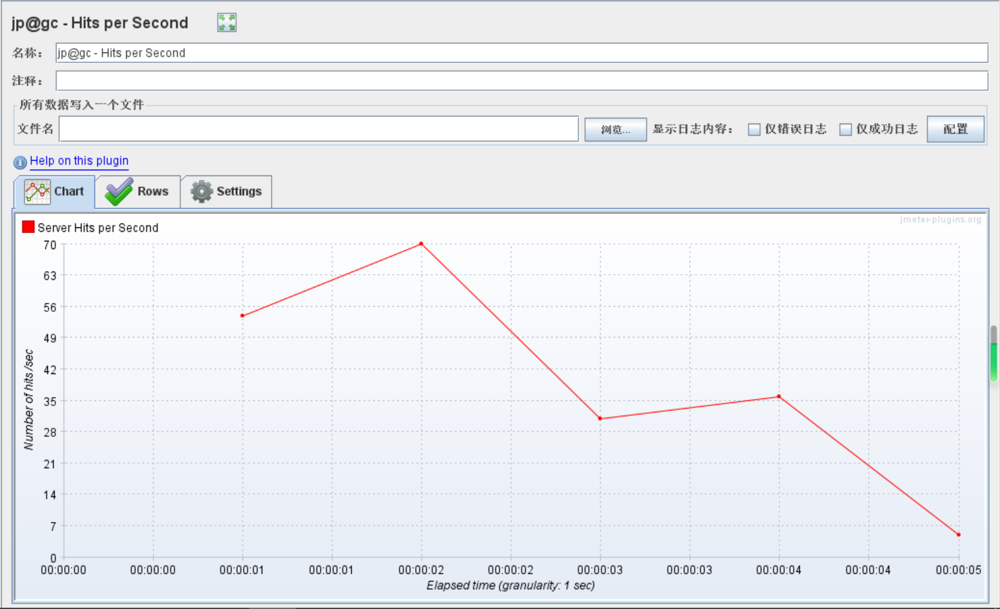 jp@gc - Hits per Second
名称： jp@gc - Hits per Second
注释：
所有数据写入一个文件
文件名 浏览... 显示日志内容： 仅错误日志 仅成功日志 配置
Help on this plugin
Chart Rows Settings
jmeter-plugins.org
Server Hits per Second
70
63
56
49
42
35
28
21
14
7
0
Number of hits /sec
00:00:00 00:00:00 00:00:01 00:00:01 00:00:02 00:00:02 00:00:03 00:00:03 00:00:04 00:00:04 00:00:05
Elapsed time (granularity: 1 sec)